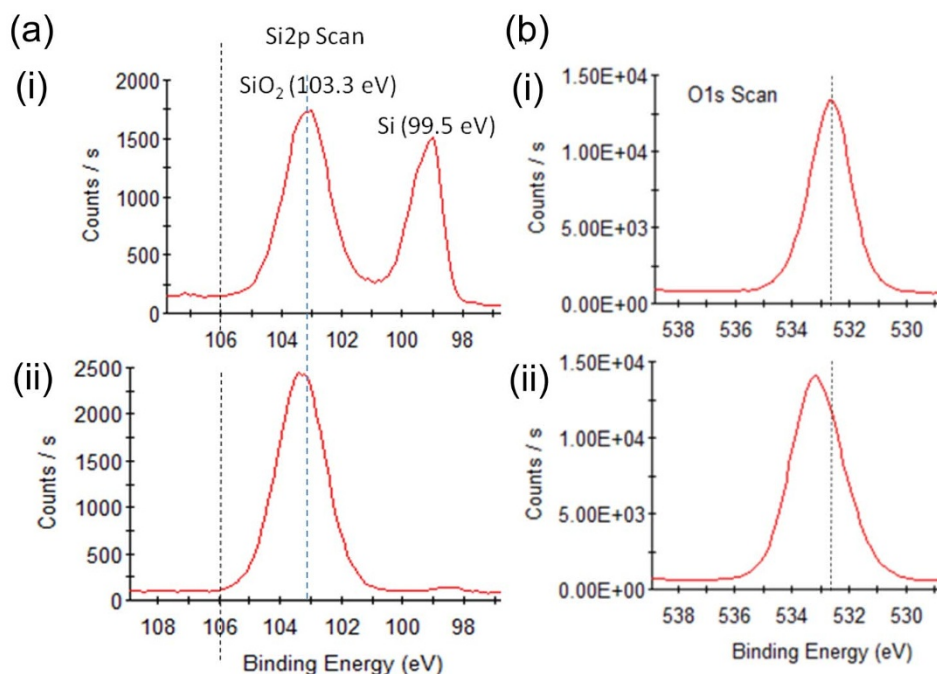 (a)
Si2p Scan
(i)
SiO₂ (103.3 eV)
Si (99.5 eV)
Counts / s
2000
1500
1000
500
0
106 104 102 100 98
(ii)
Counts / s
2500
2000
1500
1000
500
0
108 106 104 102 100 98
Binding Energy (eV)
(b)
(i)
O1s Scan
Counts / s
1.50E+04
1.00E+04
5.00E+03
0.00E+00
538 536 534 532 530
(ii)
Counts / s
1.50E+04
1.00E+04
5.00E+03
0.00E+00
538 536 534 532 530
Binding Energy (eV)